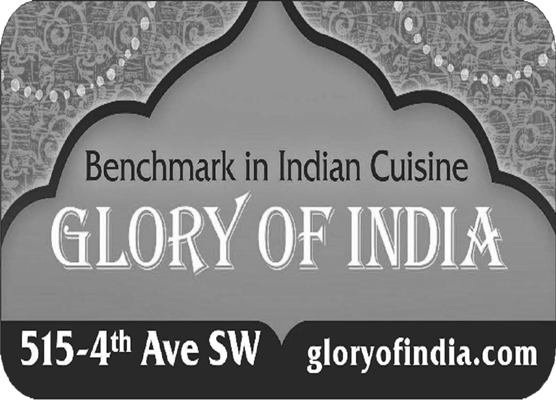 Benchmark in Indian Cuisine
GLORY OF INDIA
515-4th Ave SW
gloryofindia.com